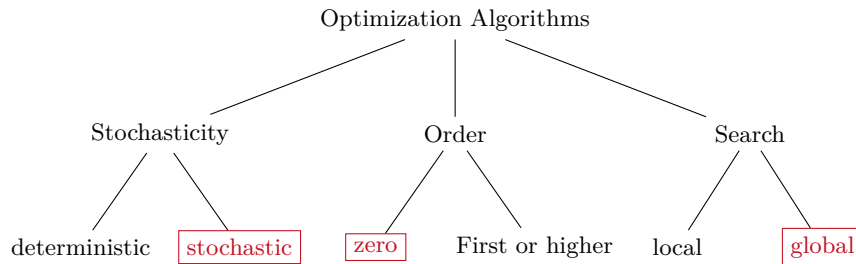 Optimization Algorithms
Stochasticity Order Search
deterministic stochastic zero First or higher local global